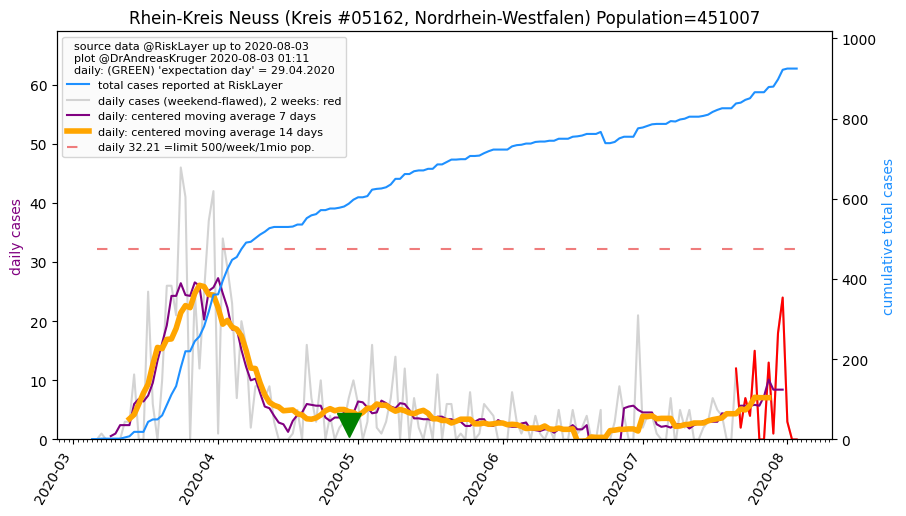 Rhein-Kreis Neuss (Kreis #05162, Nordrhein-Westfalen) Population=451007
source data @RiskLayer up to 2020-08-03
plot @DrAndreasKruger 2020-08-03 01:11
daily: (GREEN) 'expectation day' = 29.04.2020
total cases reported at RiskLayer
daily cases (weekend-flawed), 2 weeks: red
daily: centered moving average 7 days
daily: centered moving average 14 days
daily 32.21 =limit 500/week/1mio pop.
daily cases
60
50
40
30
20
10
0
cumulative total cases
1000
800
600
400
200
0
2020-03
2020-04
2020-05
2020-06
2020-07
2020-08